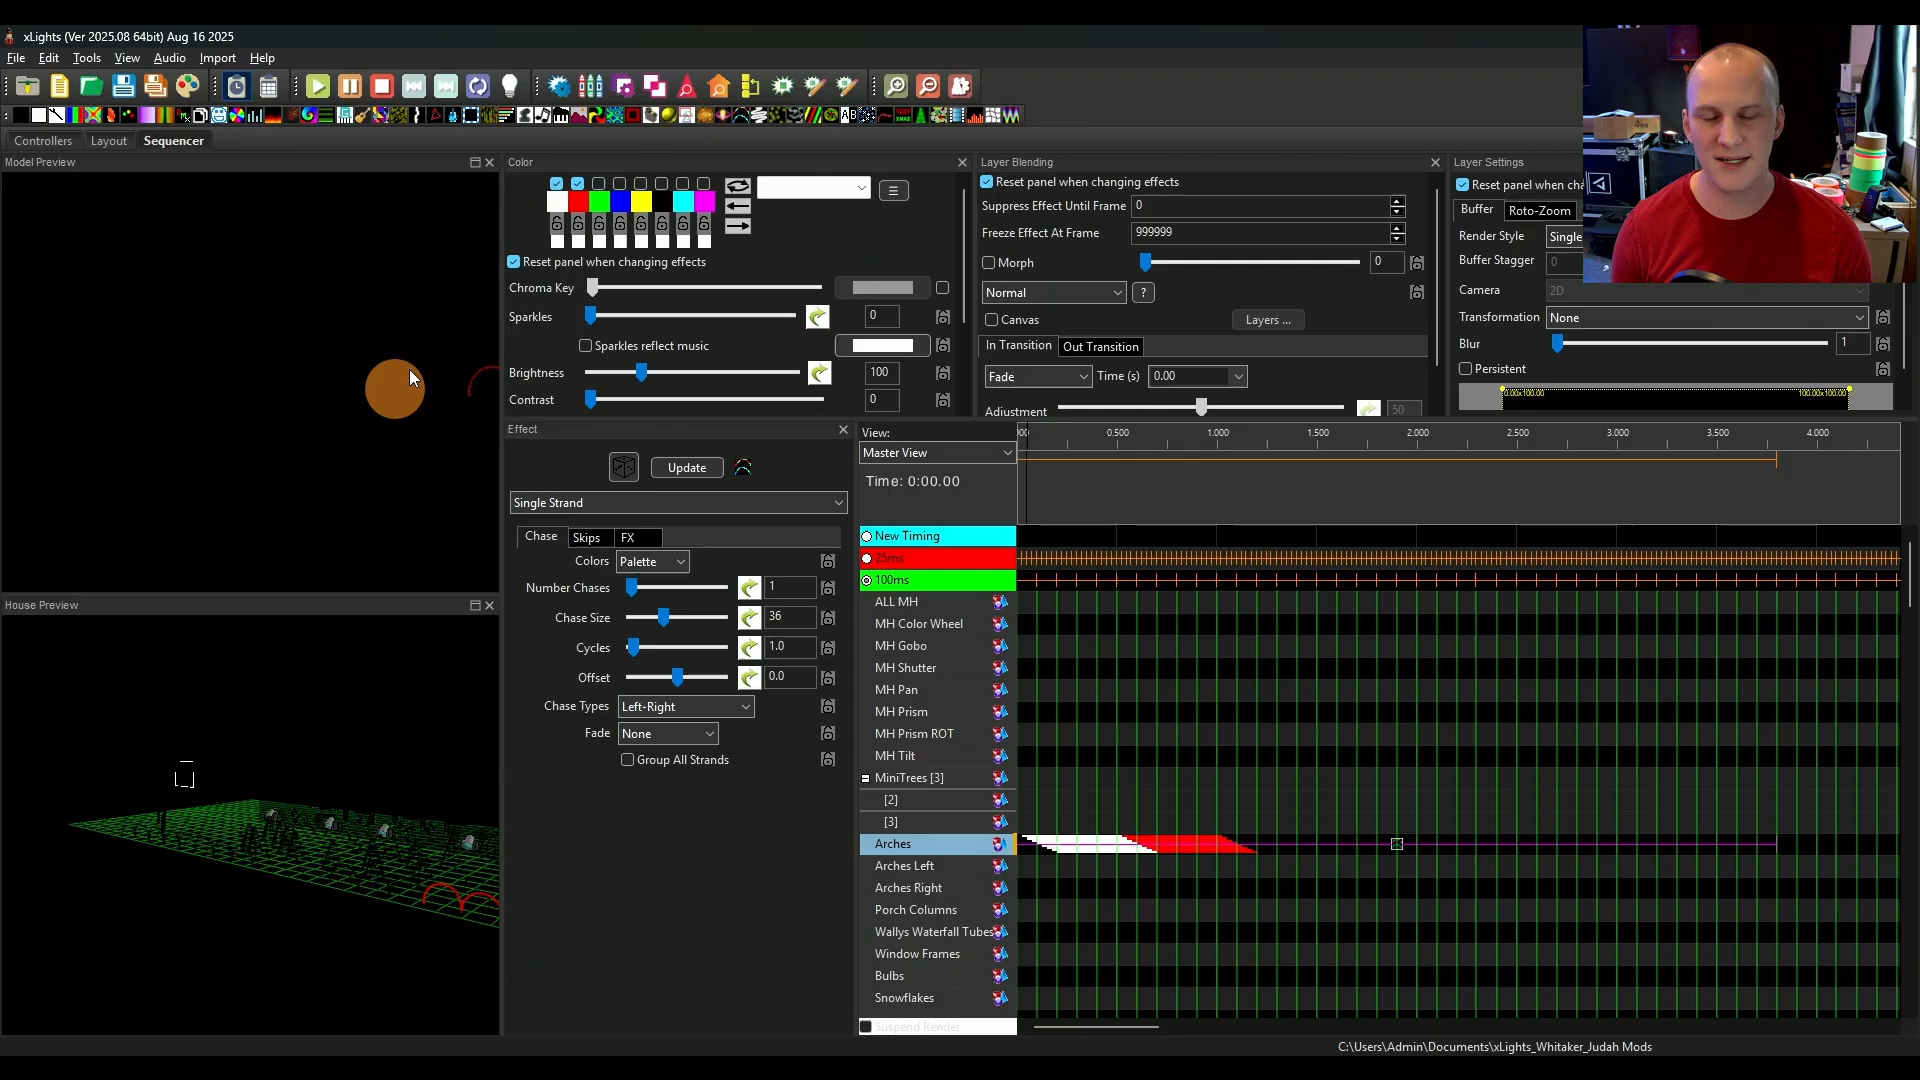 xLights (Ver 2025.08 64bit) Aug 16 2025
File Edit Tools View Audio Import Help
Controllers Layout Sequencer
Model Preview
Color
Layer Blending
Layer Settings
Reset panel when changing effects
Reset panel when cha
Suppress Effect Until Frame 0
Buffer Roto-Zoom
Freeze Effect At Frame 999999
Render Style Single
Reset panel when changing effects
Morph 0
Buffer Stagger 0
Chroma Key
Camera 2D
Normal ?
Sparkles 0
Canvas Layers ...
Transformation None
Sparkles reflect music
In Transition Out Transition
Blur 1
Brightness 100
Fade Time (s) 0.00
Persistent
Contrast 0
Adjustment 50
0.00x100.00 100.00x100.00
Effect
View:
0.500 1.000 1.500 2.000 2.500 3.000 3.500 4.000
Master View
Update
Time: 0:00.00
Single Strand
Chase Skips FX
Colors Palette
Number Chases 1
Chase Size 36
Cycles 1.0
Offset 0.0
Chase Types Left-Right
Fade None
Group All Strands
New Timing
25ms
100ms
ALL MH
MH Color Wheel
MH Gobo
MH Shutter
MH Pan
MH Prism
MH Prism ROT
MH Tilt
MiniTrees [3]
[2]
[3]
Arches
Arches Left
Arches Right
Porch Columns
Wallys Waterfall Tubes
Window Frames
Bulbs
Snowflakes
Suspend Render
House Preview
C:\Users\Admin\Documents\xLights_Whitaker_Judah Mods